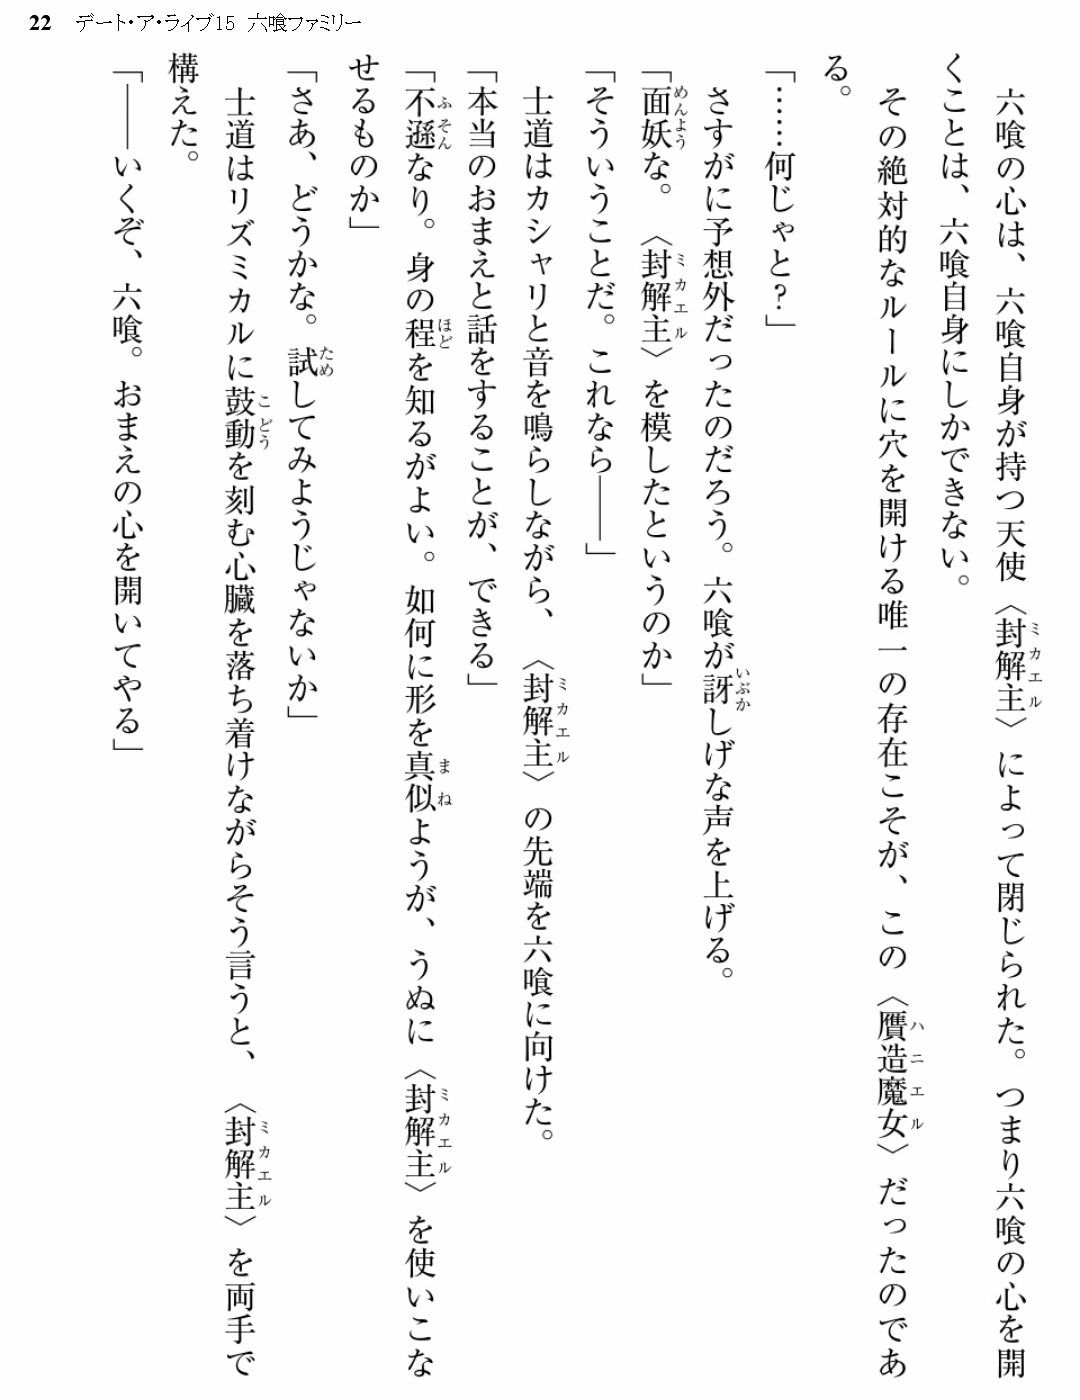 22 デート・ア・ライブ15 六喰ファミリー
六喰の心は、六喰自身が持つ天使〈封解主〉によって閉じられた。つまり六喰の心を開
くことは、六喰自身にしかできない。
その絶対的なルールに穴を開ける唯一の存在こそが、この〈贋造魔女〉だったのであ
る。
「……何じゃと?」
さすがに予想外だったのだろう。六喰が訝しげな声を上げる。
「面妖な。〈封解主〉を模したというのか」
「そういうことだ。これなら――」
士道はカシャリと音を鳴らしながら、〈封解主〉の先端を六喰に向けた。
「本当のおまえと話をすることが、できる」
「不遜なり。身の程を知るがよい。如何に形を真似ようが、うぬに〈封解主〉を使いこな
せるものか」
「さあ、どうかな。試してみようじゃないか」
士道はリズミカルに鼓動を刻む心臓を落ち着けながらそう言うと、〈封解主〉を両手で
構えた。
「――いくぞ、六喰。おまえの心を開いてやる」